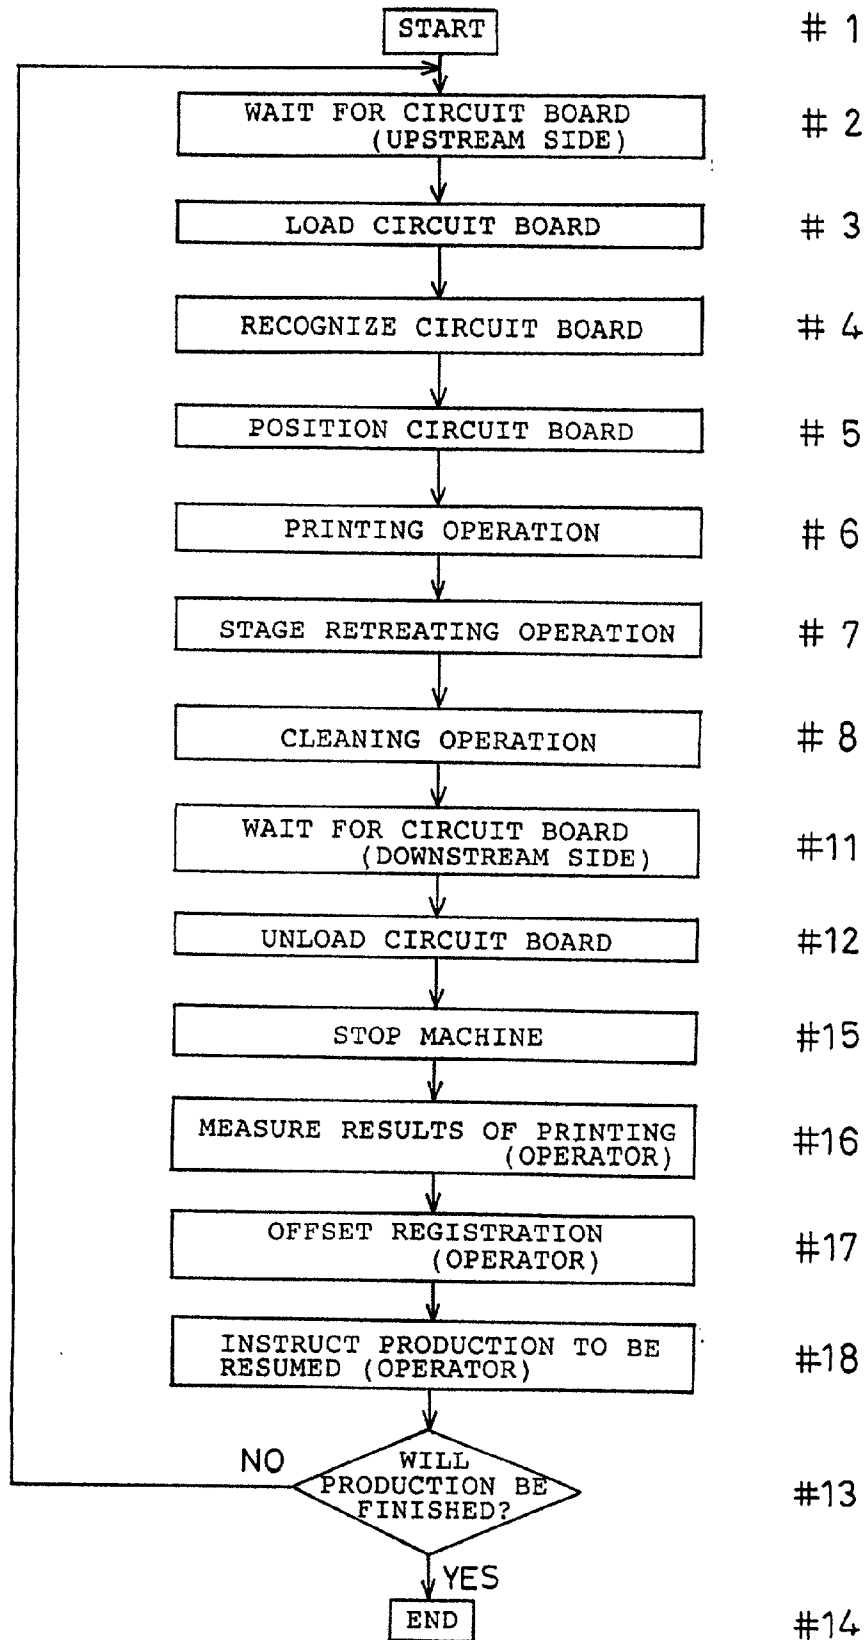 START # 1
WAIT FOR CIRCUIT BOARD
(UPSTREAM SIDE) # 2
LOAD CIRCUIT BOARD # 3
RECOGNIZE CIRCUIT BOARD # 4
POSITION CIRCUIT BOARD # 5
PRINTING OPERATION # 6
STAGE RETREATING OPERATION # 7
CLEANING OPERATION # 8
WAIT FOR CIRCUIT BOARD
(DOWNSTREAM SIDE) #11
UNLOAD CIRCUIT BOARD #12
STOP MACHINE #15
MEASURE RESULTS OF PRINTING
(OPERATOR) #16
OFFSET REGISTRATION
(OPERATOR) #17
INSTRUCT PRODUCTION TO BE
RESUMED (OPERATOR) #18
NO
WILL
PRODUCTION BE
FINISHED? #13
YES
END #14